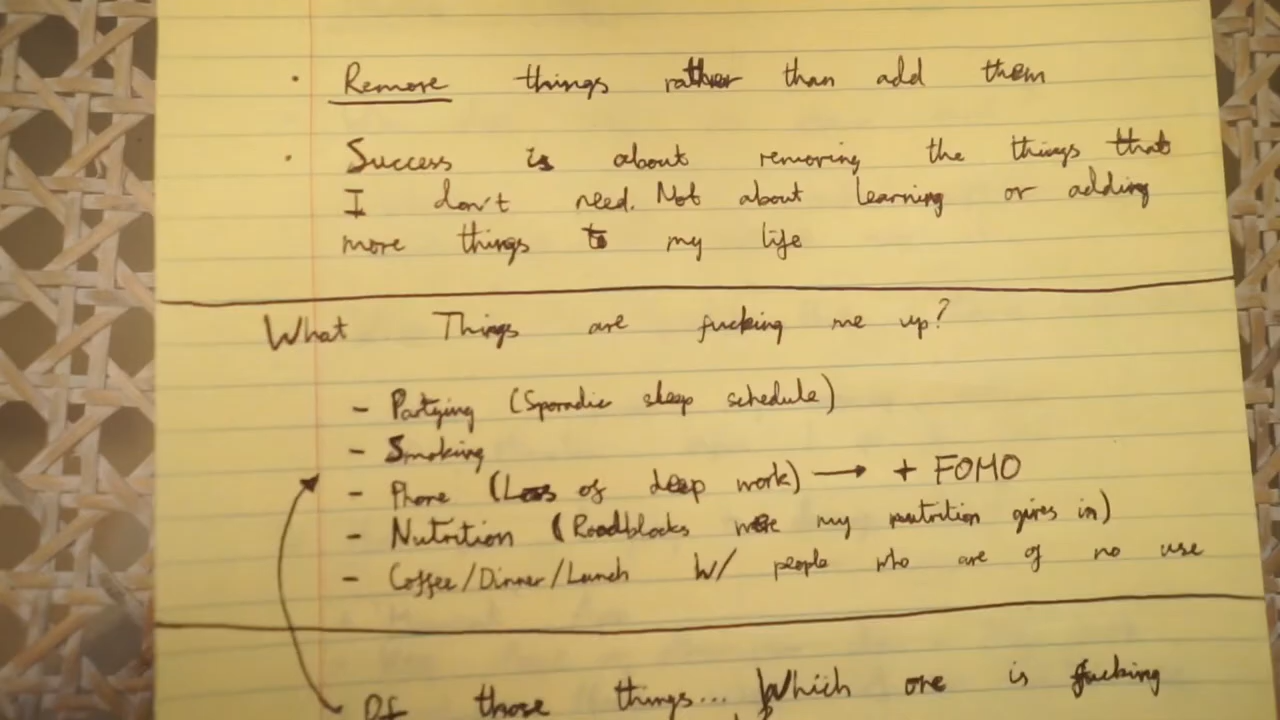 · Remove things rather than add them
· Success is about removing the things that
I don't need. Not about learning or adding
more things to my life
What Things are fucking me up?
- Partying (Sporadic sleep schedule)
- Smoking
- Phone (Loss of deep work) → + FOMO
- Nutrition (Roadblocks were my nutrition gives in)
- Coffee/Dinner/Lunch W/ people who are of no use
Of those things... Which one is fucking